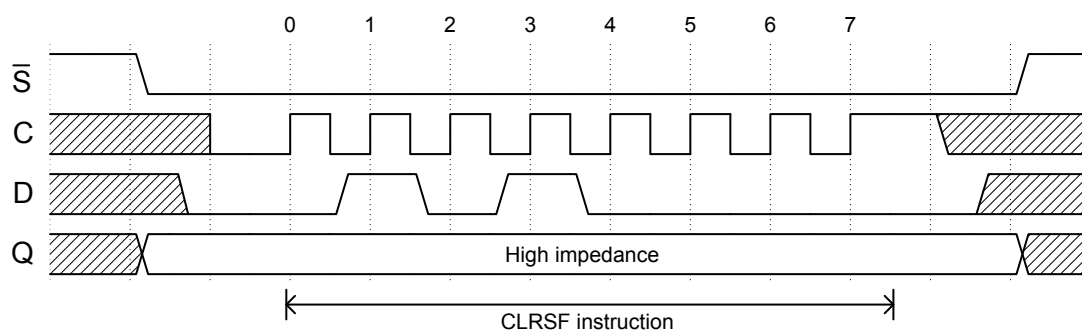 0 1 2 3 4 5 6 7
S̅
C
D
Q
High impedance
CLRSF instruction